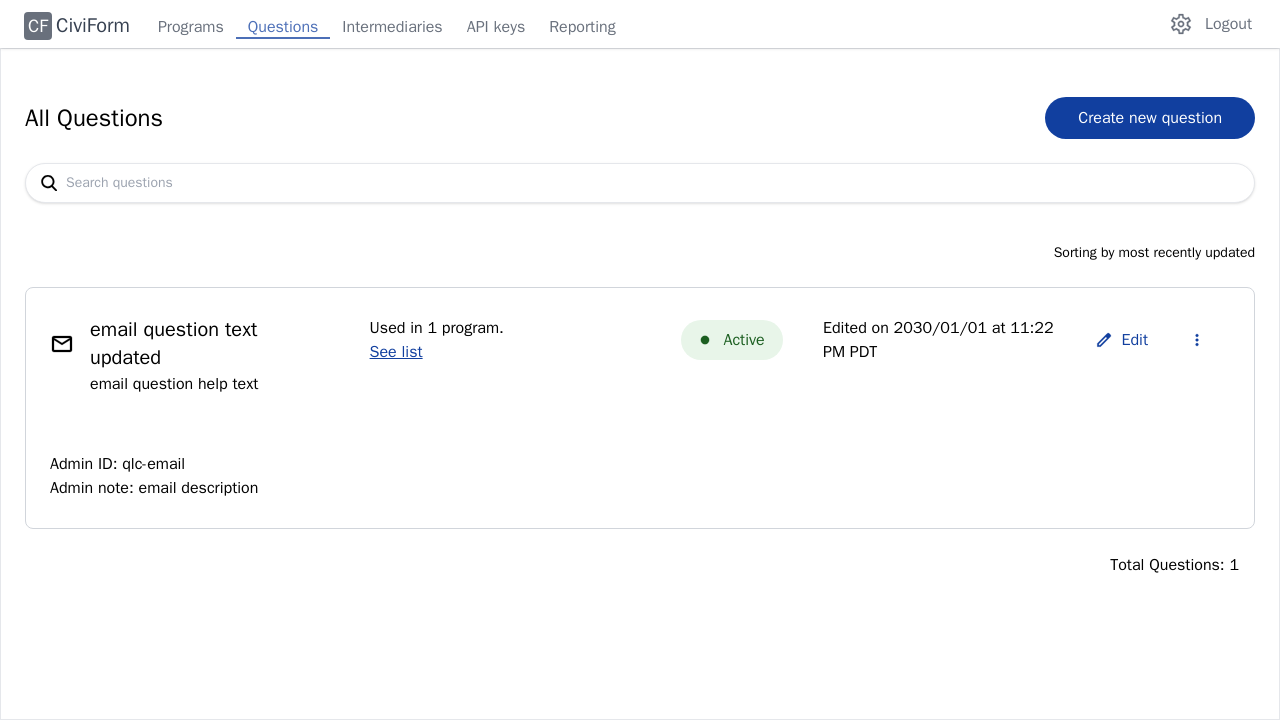 CF CiviForm Programs Questions Intermediaries API keys Reporting Logout
All Questions Create new question
Search questions
Sorting by most recently updated
email question text updated
email question help text
Used in 1 program.
See list
Active
Edited on 2030/01/01 at 11:22 PM PDT
Edit
Admin ID: qlc-email
Admin note: email description
Total Questions: 1